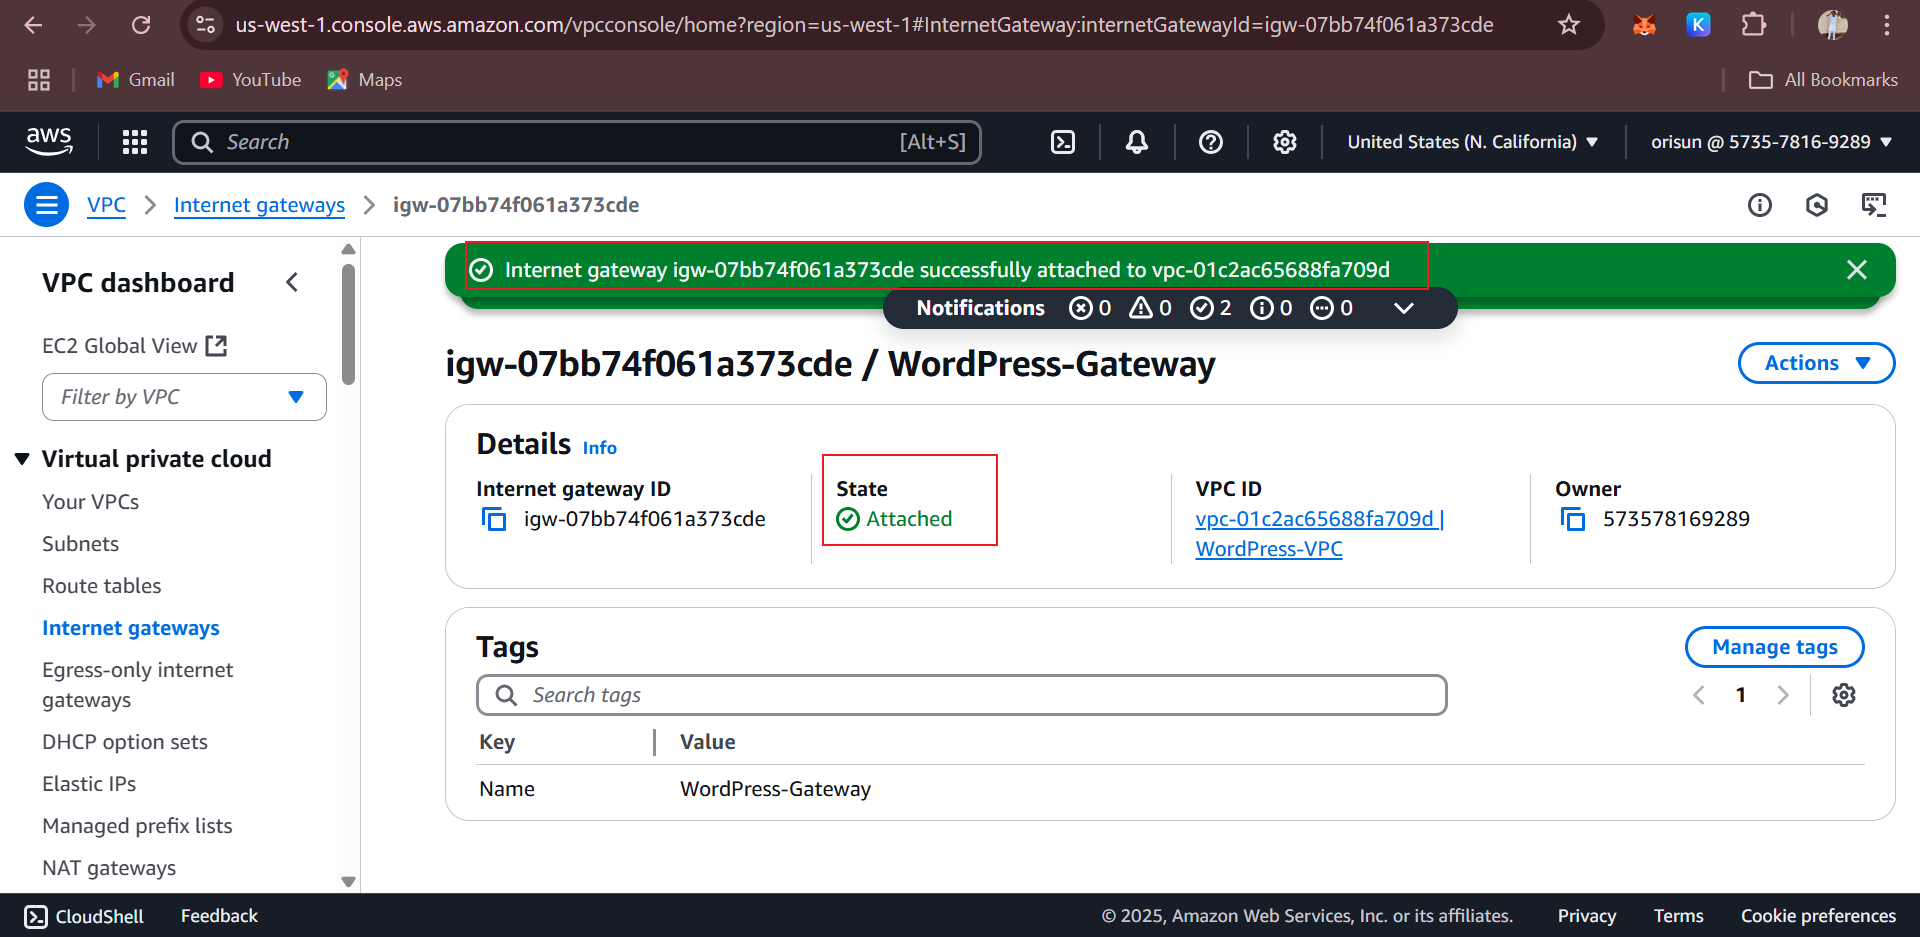 us-west-1.console.aws.amazon.com/vpcconsole/home?region=us-west-1#InternetGateway:internetGatewayId=igw-07bb74f061a373cde
K
Gmail
YouTube
Maps
All Bookmarks
aws
Search
[Alt+S]
United States (N. California)
orisun @ 5735-7816-9289
VPC
Internet gateways
igw-07bb74f061a373cde
VPC dashboard
EC2 Global View
Filter by VPC
Virtual private cloud
Your VPCs
Subnets
Route tables
Internet gateways
Egress-only internet
gateways
DHCP option sets
Elastic IPs
Managed prefix lists
NAT gateways
Internet gateway igw-07bb74f061a373cde successfully attached to vpc-01c2ac65688fa709d
Notifications 0 0 2 0 0
igw-07bb74f061a373cde / WordPress-Gateway
Actions
Details Info
Internet gateway ID
igw-07bb74f061a373cde
State
Attached
VPC ID
vpc-01c2ac65688fa709d |
WordPress-VPC
Owner
573578169289
Tags
Manage tags
Search tags
1
Key Value
Name WordPress-Gateway
CloudShell
Feedback
© 2025, Amazon Web Services, Inc. or its affiliates.
Privacy
Terms
Cookie preferences